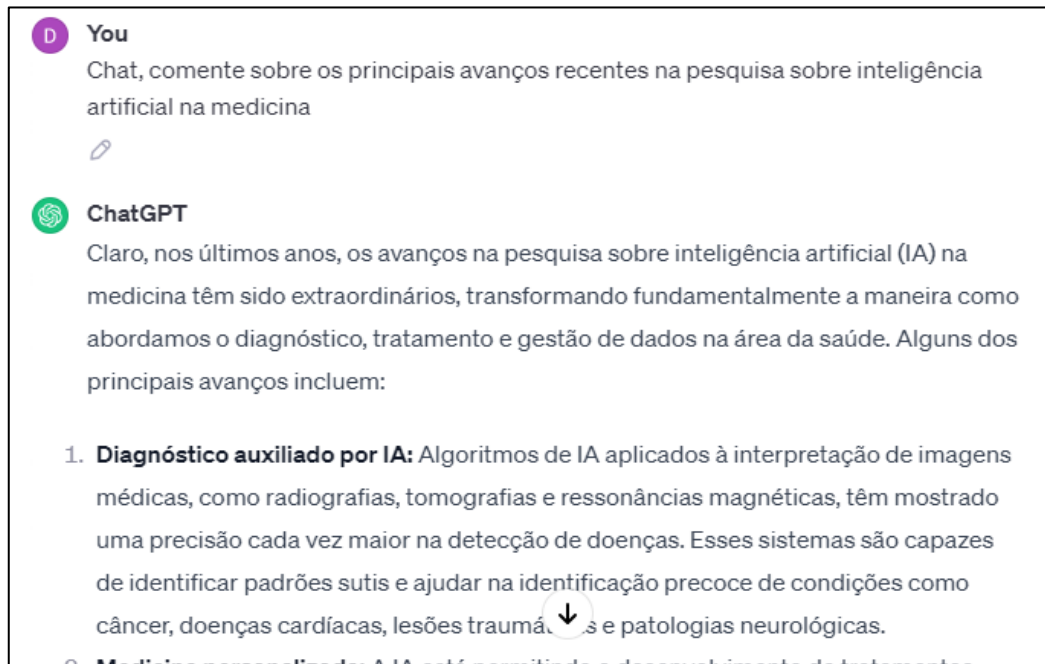 D You
Chat, comente sobre os principais avanços recentes na pesquisa sobre inteligência
artificial na medicina
ChatGPT
Claro, nos últimos anos, os avanços na pesquisa sobre inteligência artificial (IA) na
medicina têm sido extraordinários, transformando fundamentalmente a maneira como
abordamos o diagnóstico, tratamento e gestão de dados na área da saúde. Alguns dos
principais avanços incluem:
1. Diagnóstico auxiliado por IA: Algoritmos de IA aplicados à interpretação de imagens
médicas, como radiografias, tomografias e ressonâncias magnéticas, têm mostrado
uma precisão cada vez maior na detecção de doenças. Esses sistemas são capazes
de identificar padrões sutis e ajudar na identificação precoce de condições como
câncer, doenças cardíacas, lesões e patologias neurológicas.